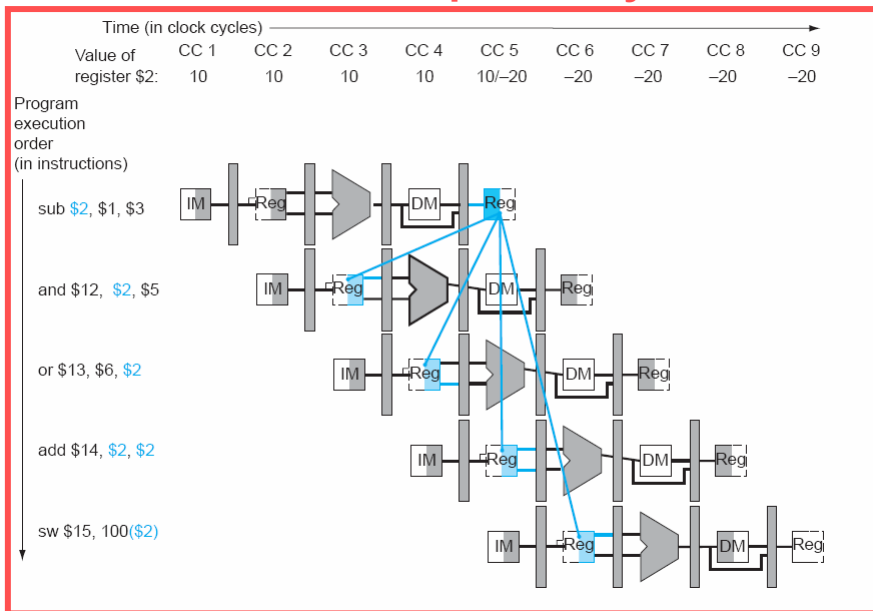 Time (in clock cycles)
Value of register $2:
CC 1 CC 2 CC 3 CC 4 CC 5 CC 6 CC 7 CC 8 CC 9
10 10 10 10 10/–20 –20 –20 –20 –20
Program
execution
order
(in instructions)
sub $2, $1, $3
IM Reg DM Reg
and $12, $2, $5
IM Reg DM Reg
or $13, $6, $2
IM Reg DM Reg
add $14, $2, $2
IM Reg DM Reg
sw $15, 100($2)
IM Reg DM Reg